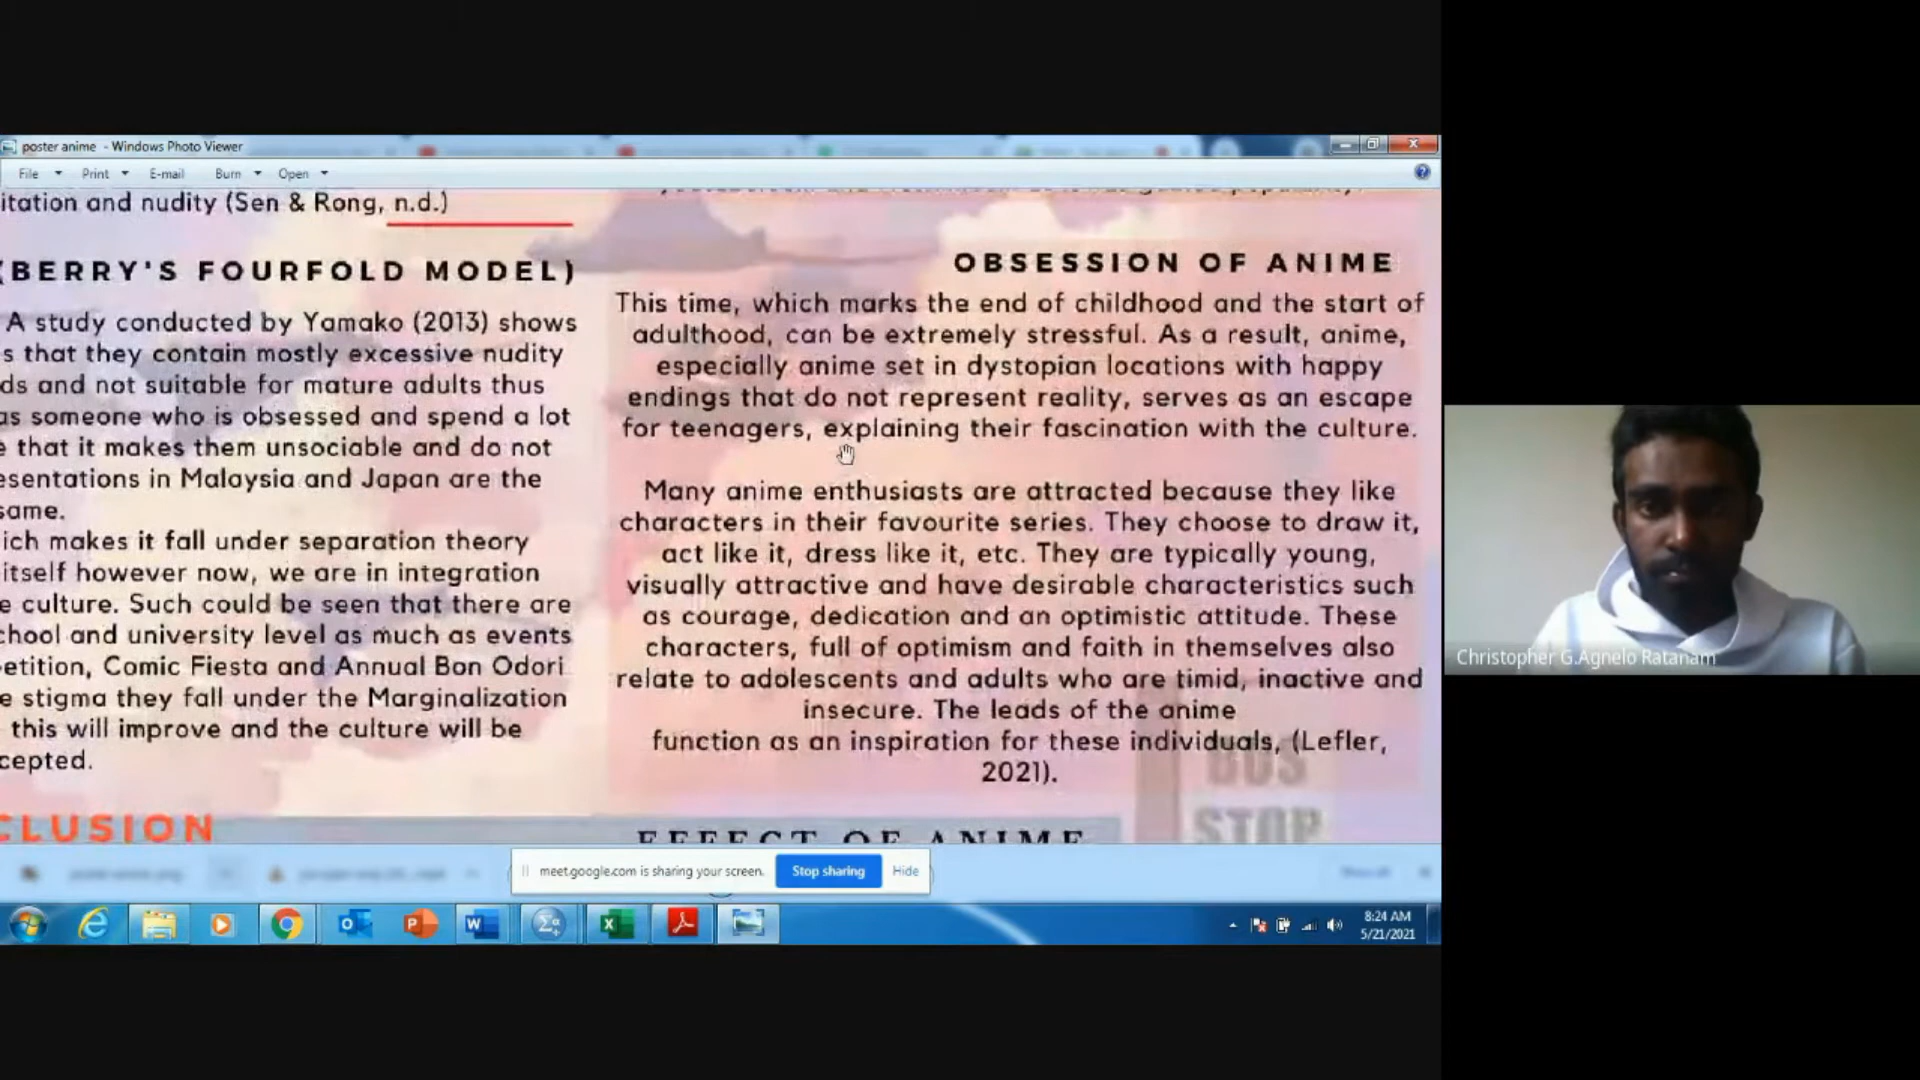 poster anime - Windows Photo Viewer
File Print E-mail Burn Open
itation and nudity (Sen & Rong, n.d.)
(BERRY'S FOURFOLD MODEL)
A study conducted by Yamako (2013) shows
s that they contain mostly excessive nudity
ds and not suitable for mature adults thus
as someone who is obsessed and spend a lot
e that it makes them unsociable and do not
esentations in Malaysia and Japan are the
same.
ich makes it fall under separation theory
itself however now, we are in integration
e culture. Such could be seen that there are
chool and university level as much as events
etition, Comic Fiesta and Annual Bon Odori
e stigma they fall under the Marginalization
this will improve and the culture will be
cepted.
CLUSION
OBSESSION OF ANIME
This time, which marks the end of childhood and the start of
adulthood, can be extremely stressful. As a result, anime,
especially anime set in dystopian locations with happy
endings that do not represent reality, serves as an escape
for teenagers, explaining their fascination with the culture.
Many anime enthusiasts are attracted because they like
characters in their favourite series. They choose to draw it,
act like it, dress like it, etc. They are typically young,
visually attractive and have desirable characteristics such
as courage, dedication and an optimistic attitude. These
characters, full of optimism and faith in themselves also
relate to adolescents and adults who are timid, inactive and
insecure. The leads of the anime
function as an inspiration for these individuals, (Lefler,
2021).
BUS
STOP
EFFECT OF ANIME
meet.google.com is sharing your screen. Stop sharing Hide
8:24 AM
5/21/2021
Christopher G.Agnelo Ratanam